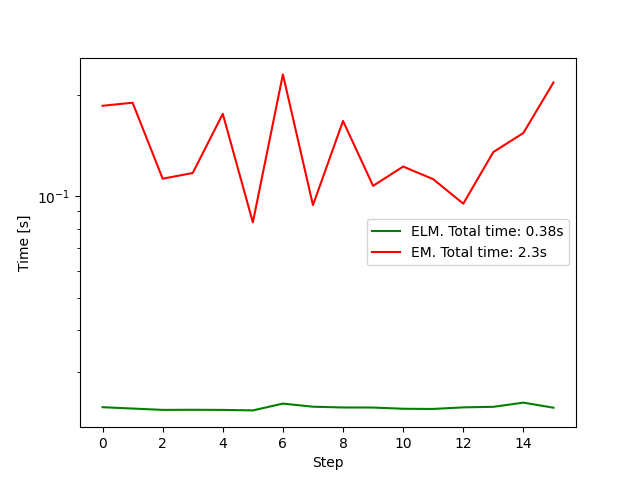 10⁻¹
Time [s]
ELM. Total time: 0.38s
EM. Total time: 2.3s
0 2 4 6 8 10 12 14
Step